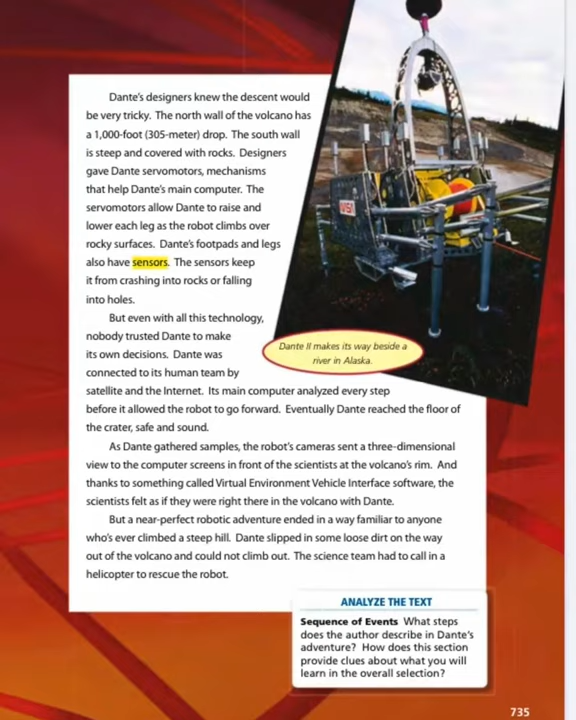 Dante's designers knew the descent would
be very tricky. The north wall of the volcano has
a 1,000-foot (305-meter) drop. The south wall
is steep and covered with rocks. Designers
gave Dante servomotors, mechanisms
that help Dante's main computer. The
servomotors allow Dante to raise and
lower each leg as the robot climbs over
rocky surfaces. Dante's footpads and legs
also have sensors. The sensors keep
it from crashing into rocks or falling
into holes.
But even with all this technology,
nobody trusted Dante to make
its own decisions. Dante was
connected to its human team by
satellite and the Internet. Its main computer analyzed every step
before it allowed the robot to go forward. Eventually Dante reached the floor of
the crater, safe and sound.
As Dante gathered samples, the robot's cameras sent a three-dimensional
view to the computer screens in front of the scientists at the volcano's rim. And
thanks to something called Virtual Environment Vehicle Interface software, the
scientists felt as if they were right there in the volcano with Dante.
But a near-perfect robotic adventure ended in a way familiar to anyone
who's ever climbed a steep hill. Dante slipped in some loose dirt on the way
out of the volcano and could not climb out. The science team had to call in a
helicopter to rescue the robot.
Dante II makes its way beside a
river in Alaska.
ANALYZE THE TEXT
Sequence of Events What steps
does the author describe in Dante's
adventure? How does this section
provide clues about what you will
learn in the overall selection?
735